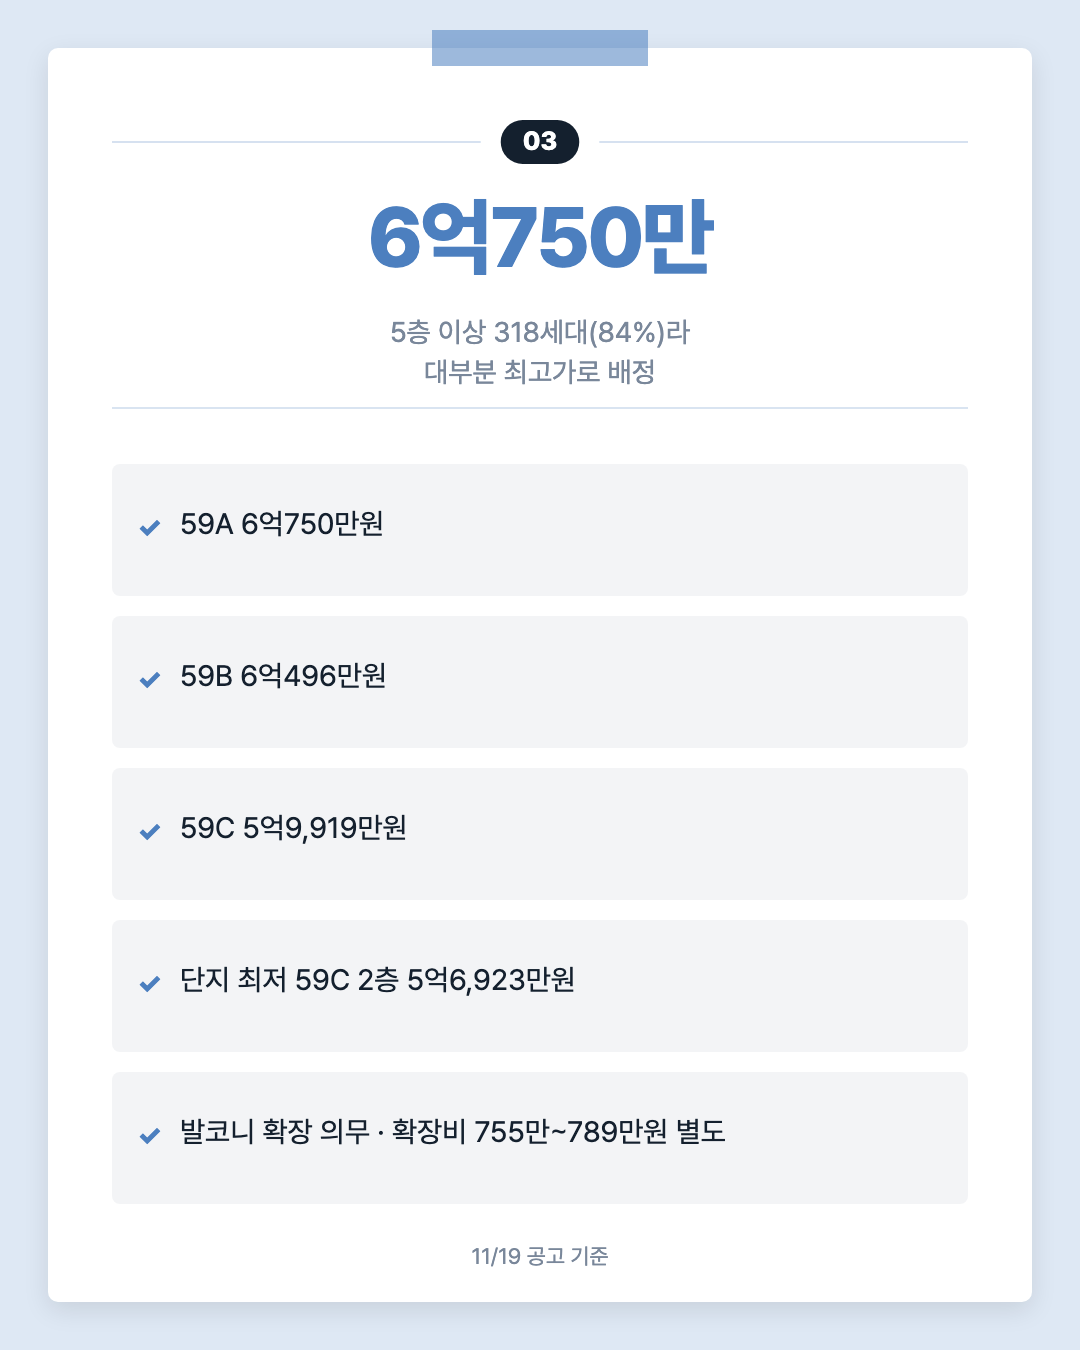 03
6억750만
5층 이상 318세대(84%)라
대부분 최고가로 배정
59A 6억750만원
59B 6억496만원
59C 5억9,919만원
단지 최저 59C 2층 5억6,923만원
발코니 확장 의무 · 확장비 755만~789만원 별도
11/19 공고 기준